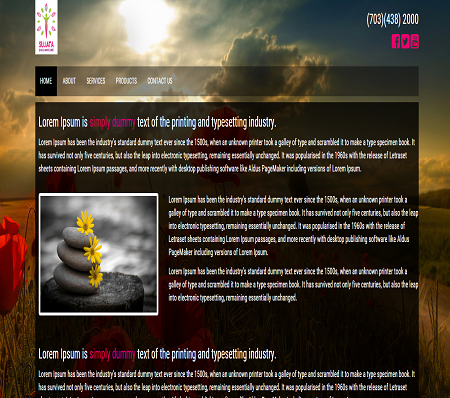 (703)(438) 2000
SUJATA
HOME ABOUT SERVICES PRODUCTS CONTACT US
Lorem Ipsum is simply dummy text of the printing and typesetting industry.
Lorem Ipsum has been the industry's standard dummy text ever since the 1500s, when an unknown printer took a galley of type and scrambled it to make a type specimen book. It
has survived not only five centuries, but also the leap into electronic typesetting, remaining essentially unchanged. It was popularised in the 1960s with the release of Letraset
sheets containing Lorem Ipsum passages, and more recently with desktop publishing software like Aldus PageMaker including versions of Lorem Ipsum.
Lorem Ipsum has been the industry's standard dummy text ever since the 1500s, when an unknown printer took a
galley of type and scrambled it to make a type specimen book. It has survived not only five centuries, but also the leap
into electronic typesetting, remaining essentially unchanged. It was popularised in the 1960s with the release of
Letraset sheets containing Lorem Ipsum passages, and more recently with desktop publishing software like Aldus
PageMaker including versions of Lorem Ipsum.
Lorem Ipsum has been the industry's standard dummy text ever since the 1500s, when an unknown printer took a
galley of type and scrambled it to make a type specimen book. It has survived not only five centuries, but also the leap
into electronic typesetting, remaining essentially unchanged.
Lorem Ipsum is simply dummy text of the printing and typesetting industry.
Lorem Ipsum has been the industry's standard dummy text ever since the 1500s, when an unknown printer took a galley of type and scrambled it to make a type specimen book. It
has survived not only five centuries, but also the leap into electronic typesetting, remaining essentially unchanged. It was popularised in the 1960s with the release of Letraset